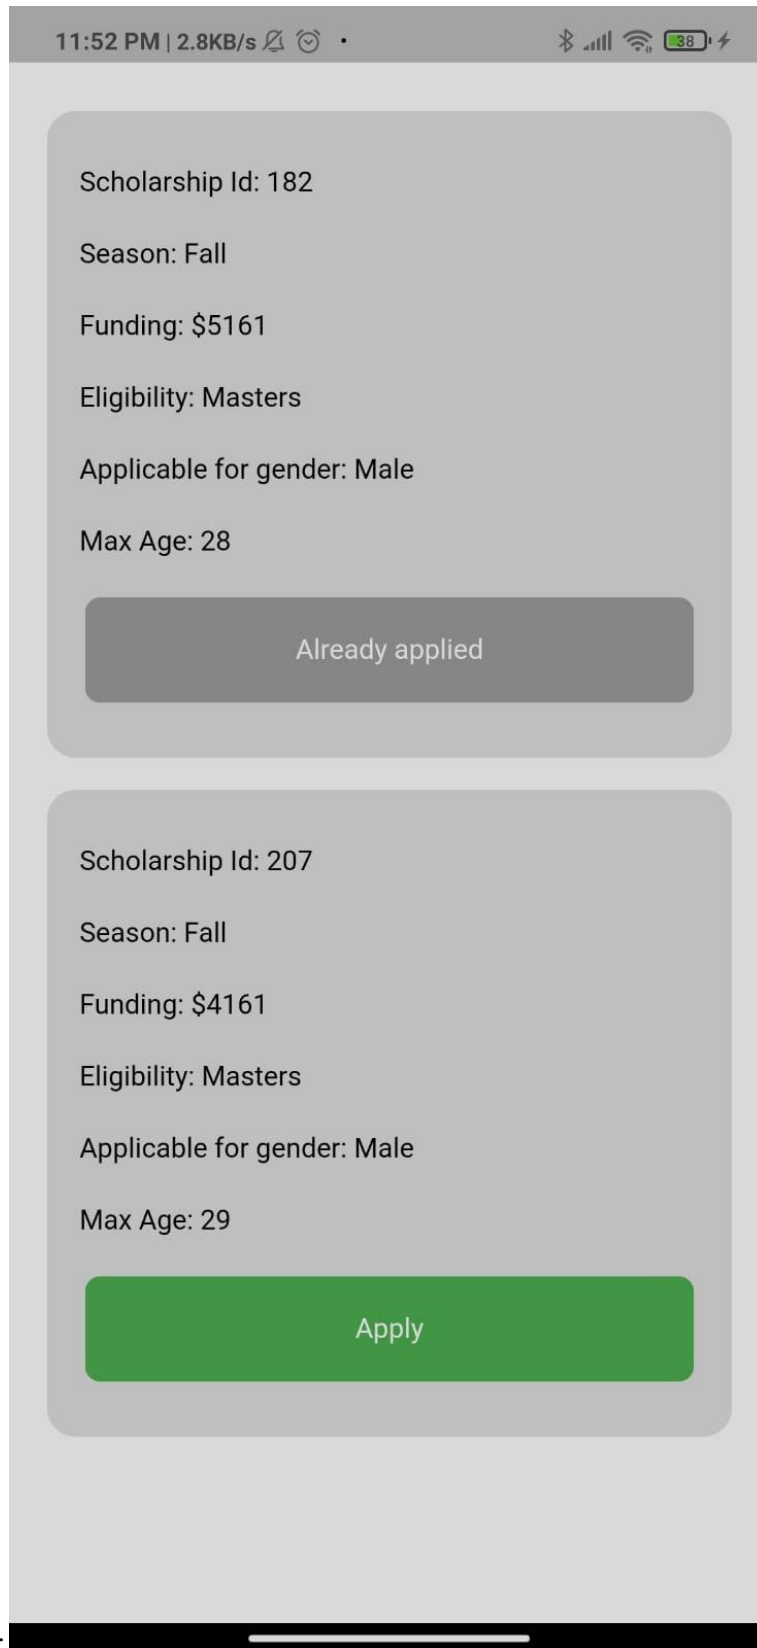 11:52 PM | 2.8KB/s
38
Scholarship Id: 182
Season: Fall
Funding: $5161
Eligibility: Masters
Applicable for gender: Male
Max Age: 28
Already applied
Scholarship Id: 207
Season: Fall
Funding: $4161
Eligibility: Masters
Applicable for gender: Male
Max Age: 29
Apply